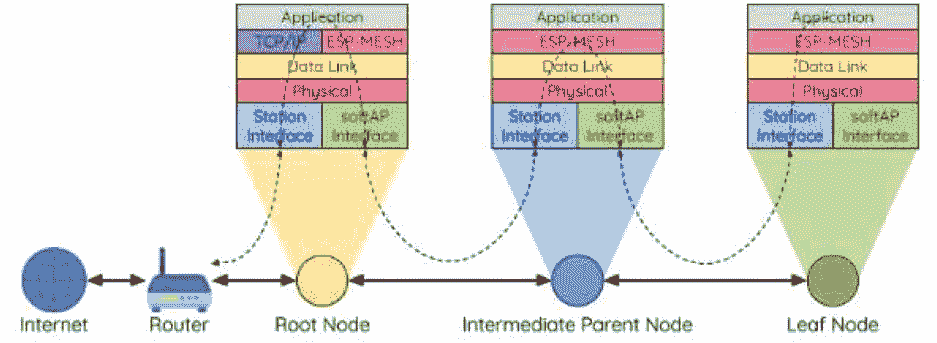 Application Application Application
TCP/IP ESP-MESH ESP-MESH ESP-MESH
Data Link Data Link Data Link
Physical Physical Physical
Station Interface softAP Interface Station Interface softAP Interface Station Interface softAP Interface
Internet Router Root Node Intermediate Parent Node Leaf Node